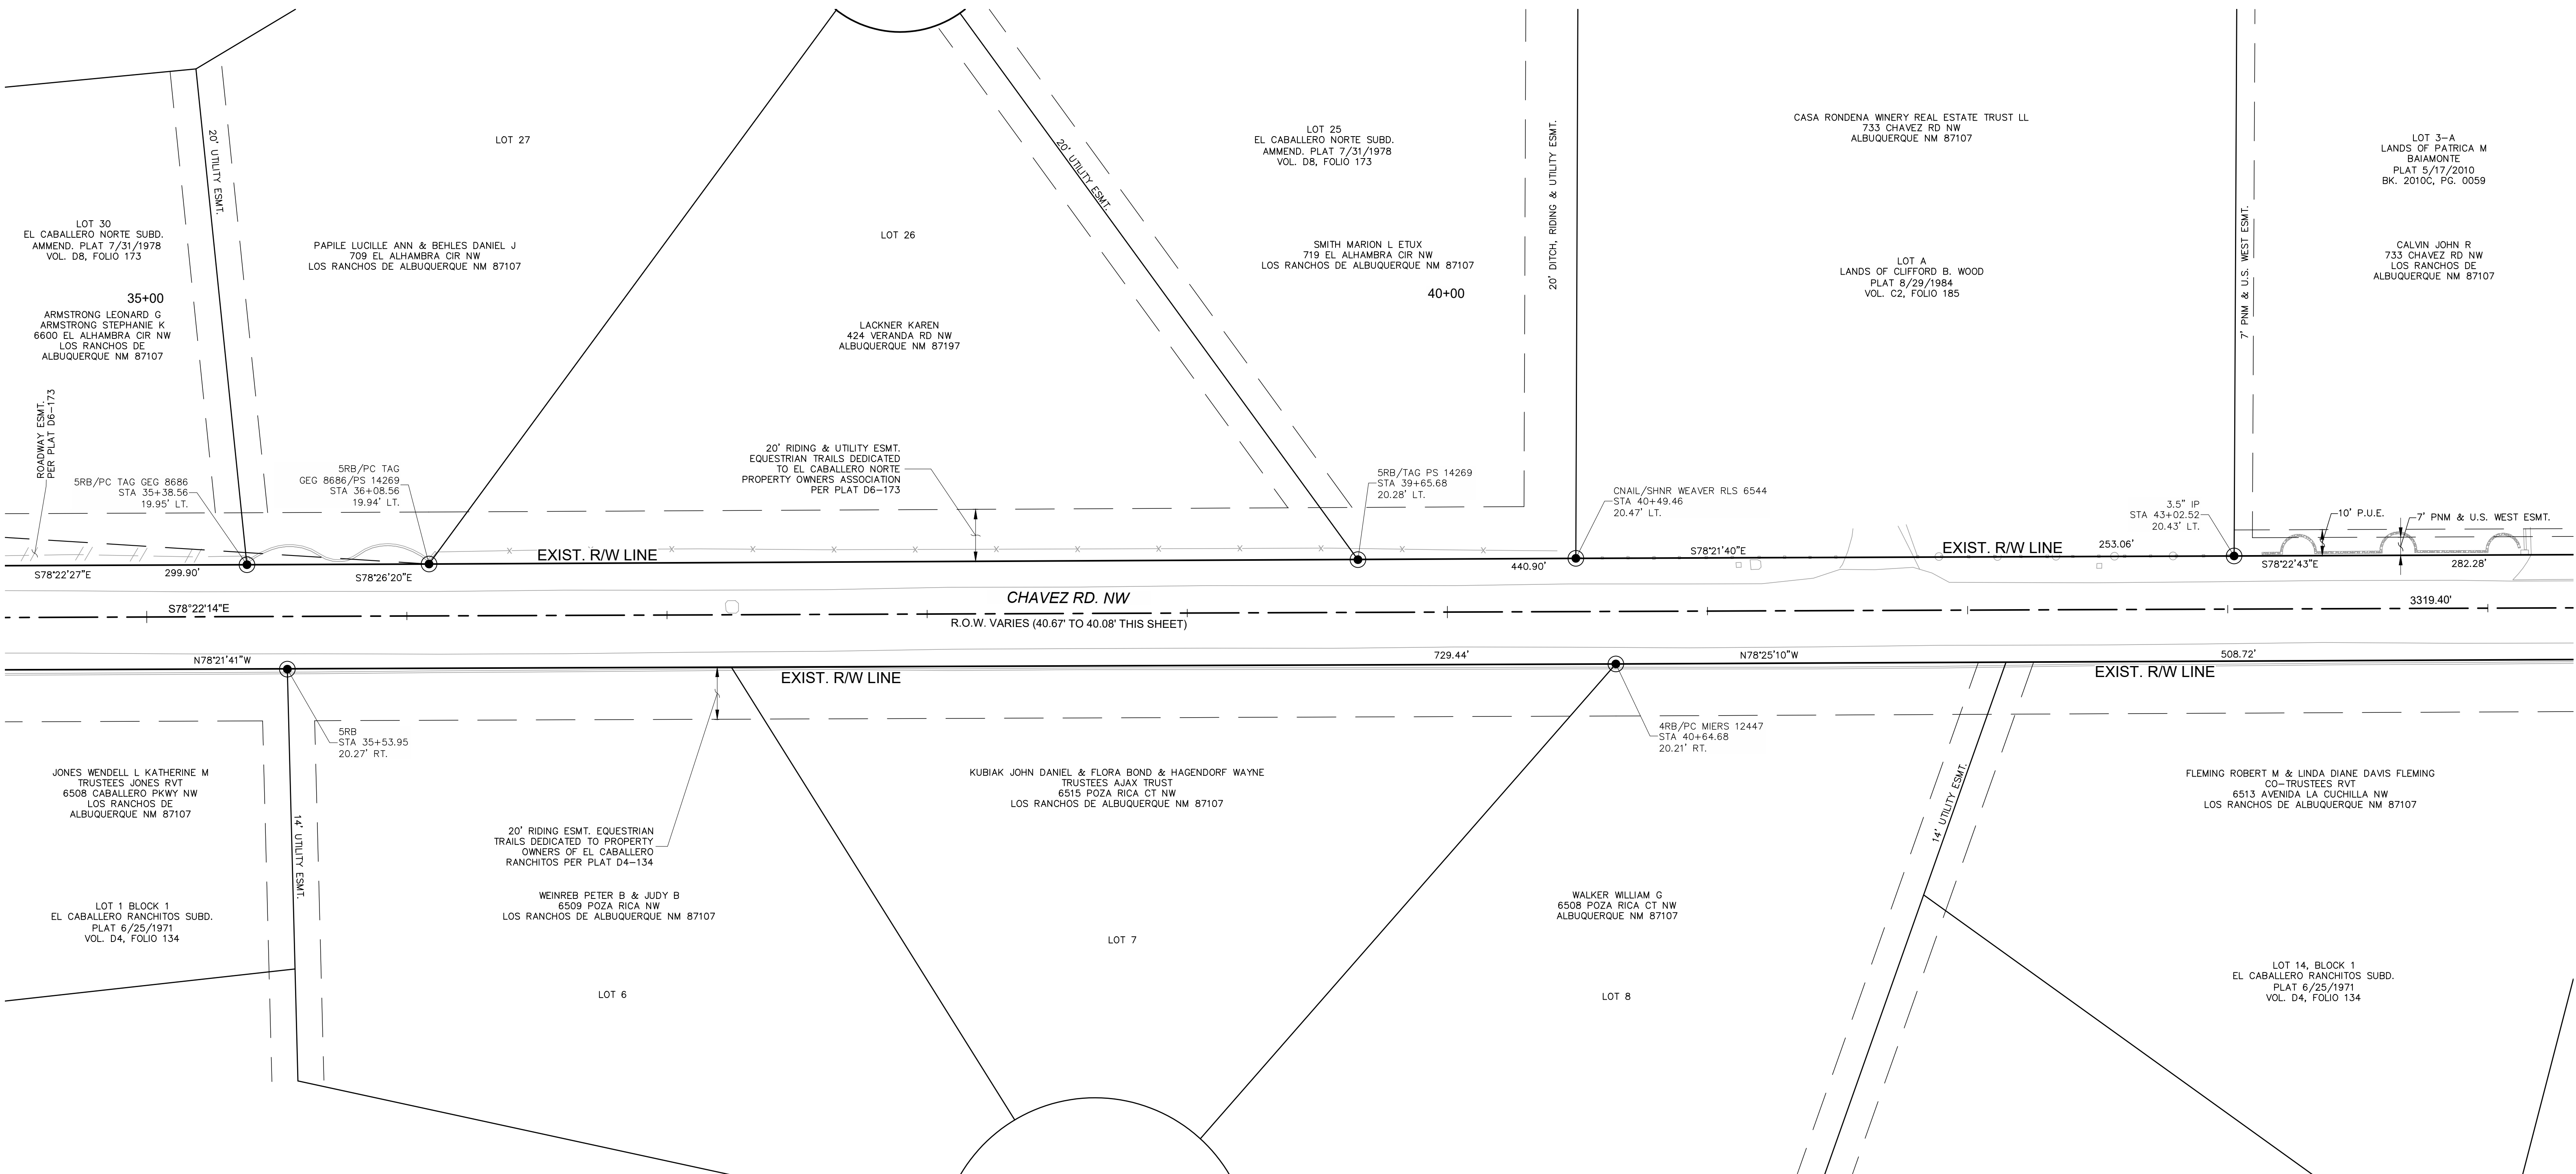 20' UTILITY ESMT.
LOT 27
20' UTILITY ESMT.
LOT 25
EL CABALLERO NORTE SUBD.
AMMEND. PLAT 7/31/1978
VOL. D8, FOLIO 173
20' DITCH, RIDING & UTILITY ESMT.
CASA RONDENA WINERY REAL ESTATE TRUST LL
733 CHAVEZ RD NW
ALBUQUERQUE NM 87107
LOT 3-A
LANDS OF PATRICA M
BAIAMONTE
PLAT 5/17/2010
BK. 2010C, PG. 0059
LOT 30
EL CABALLERO NORTE SUBD.
AMMEND. PLAT 7/31/1978
VOL. D8, FOLIO 173
PAPILE LUCILLE ANN & BEHLES DANIEL J
709 EL ALHAMBRA CIR NW
LOS RANCHOS DE ALBUQUERQUE NM 87107
LOT 26
SMITH MARION L ETUX
719 EL ALHAMBRA CIR NW
LOS RANCHOS DE ALBUQUERQUE NM 87107
LOT A
LANDS OF CLIFFORD B. WOOD
PLAT 8/29/1984
VOL. C2, FOLIO 185
7' PNM & U.S. WEST ESMT.
CALVIN JOHN R
733 CHAVEZ RD NW
LOS RANCHOS DE
ALBUQUERQUE NM 87107
35+00
40+00
ARMSTRONG LEONARD G
ARMSTRONG STEPHANIE K
6600 EL ALHAMBRA CIR NW
LOS RANCHOS DE
ALBUQUERQUE NM 87107
LACKNER KAREN
424 VERANDA RD NW
ALBUQUERQUE NM 87197
ROADWAY ESMT.
PER PLAT D6-173
5RB/PC TAG GEG 8686
STA 35+38.56
19.95' LT.
5RB/PC TAG
GEG 8686/PS 14269
STA 36+08.56
19.94' LT.
20' RIDING & UTILITY ESMT.
EQUESTRIAN TRAILS DEDICATED
TO EL CABALLERO NORTE
PROPERTY OWNERS ASSOCIATION
PER PLAT D6-173
5RB/TAG PS 14269
STA 39+65.68
20.28' LT.
CNAIL/SHNR WEAVER RLS 6544
STA 40+49.46
20.47' LT.
3.5" IP
STA 43+02.52
20.43' LT.
10' P.U.E.
7' PNM & U.S. WEST ESMT.
EXIST. R/W LINE
EXIST. R/W LINE
S78°22'27"E
299.90'
S78°26'20"E
440.90'
S78°21'40"E
253.06'
S78°22'43"E
282.28'
S78°22'14"E
CHAVEZ RD. NW
3319.40'
R.O.W. VARIES (40.67' TO 40.08' THIS SHEET)
N78°21'41"W
729.44'
N78°25'10"W
508.72'
EXIST. R/W LINE
EXIST. R/W LINE
5RB
STA 35+53.95
20.27' RT.
4RB/PC MIERS 12447
STA 40+64.68
20.21' RT.
JONES WENDELL L KATHERINE M
TRUSTEES JONES RVT
6508 CABALLERO PKWY NW
LOS RANCHOS DE
ALBUQUERQUE NM 87107
14' UTILITY ESMT.
20' RIDING ESMT. EQUESTRIAN
TRAILS DEDICATED TO PROPERTY
OWNERS OF EL CABALLERO
RANCHITOS PER PLAT D4-134
KUBIAK JOHN DANIEL & FLORA BOND & HAGENDORF WAYNE
TRUSTEES AJAX TRUST
6515 POZA RICA CT NW
LOS RANCHOS DE ALBUQUERQUE NM 87107
14' UTILITY ESMT.
FLEMING ROBERT M & LINDA DIANE DAVIS FLEMING
CO-TRUSTEES RVT
6513 AVENIDA LA CUCHILLA NW
LOS RANCHOS DE ALBUQUERQUE NM 87107
LOT 1 BLOCK 1
EL CABALLERO RANCHITOS SUBD.
PLAT 6/25/1971
VOL. D4, FOLIO 134
WEINREB PETER B & JUDY B
6509 POZA RICA NW
LOS RANCHOS DE ALBUQUERQUE NM 87107
WALKER WILLIAM G
6508 POZA RICA CT NW
ALBUQUERQUE NM 87107
LOT 7
LOT 6
LOT 8
LOT 14, BLOCK 1
EL CABALLERO RANCHITOS SUBD.
PLAT 6/25/1971
VOL. D4, FOLIO 134